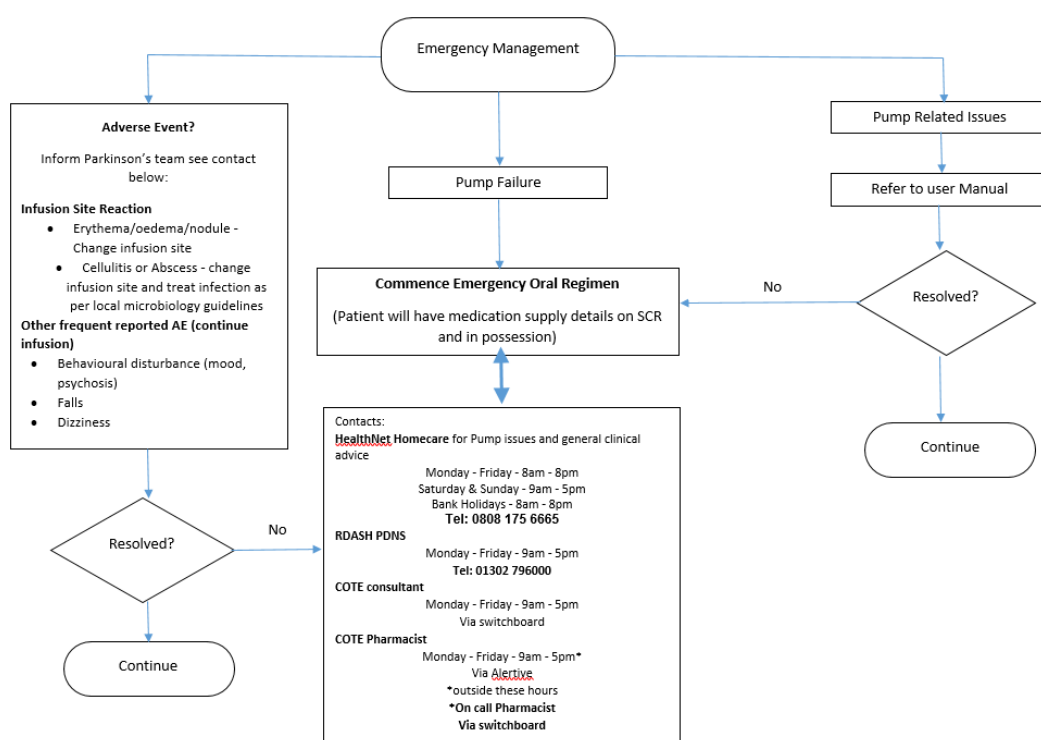 Emergency Management
Adverse Event?
Inform Parkinson's team see contact
below:
Infusion Site Reaction
• Erythema/oedema/nodule -
Change infusion site
• Cellulitis or Abscess - change
infusion site and treat infection as
per local microbiology guidelines
Other frequent reported AE (continue
infusion)
• Behavioural disturbance (mood,
psychosis)
• Falls
• Dizziness
Resolved?
No
Continue
Pump Failure
Commence Emergency Oral Regimen
(Patient will have medication supply details on SCR
and in possession)
Contacts:
HealthNet Homecare for Pump issues and general clinical
advice
Monday - Friday - 8am - 8pm
Saturday & Sunday - 9am - 5pm
Bank Holidays - 8am - 8pm
Tel: 0808 175 6665
RDASH PDNS
Monday - Friday - 9am - 5pm
Tel: 01302 796000
COTE consultant
Monday - Friday - 9am - 5pm
Via switchboard
COTE Pharmacist
Monday - Friday - 9am - 5pm*
Via Alertive
*outside these hours
*On call Pharmacist
Via switchboard
Pump Related Issues
Refer to user Manual
Resolved?
No
Continue